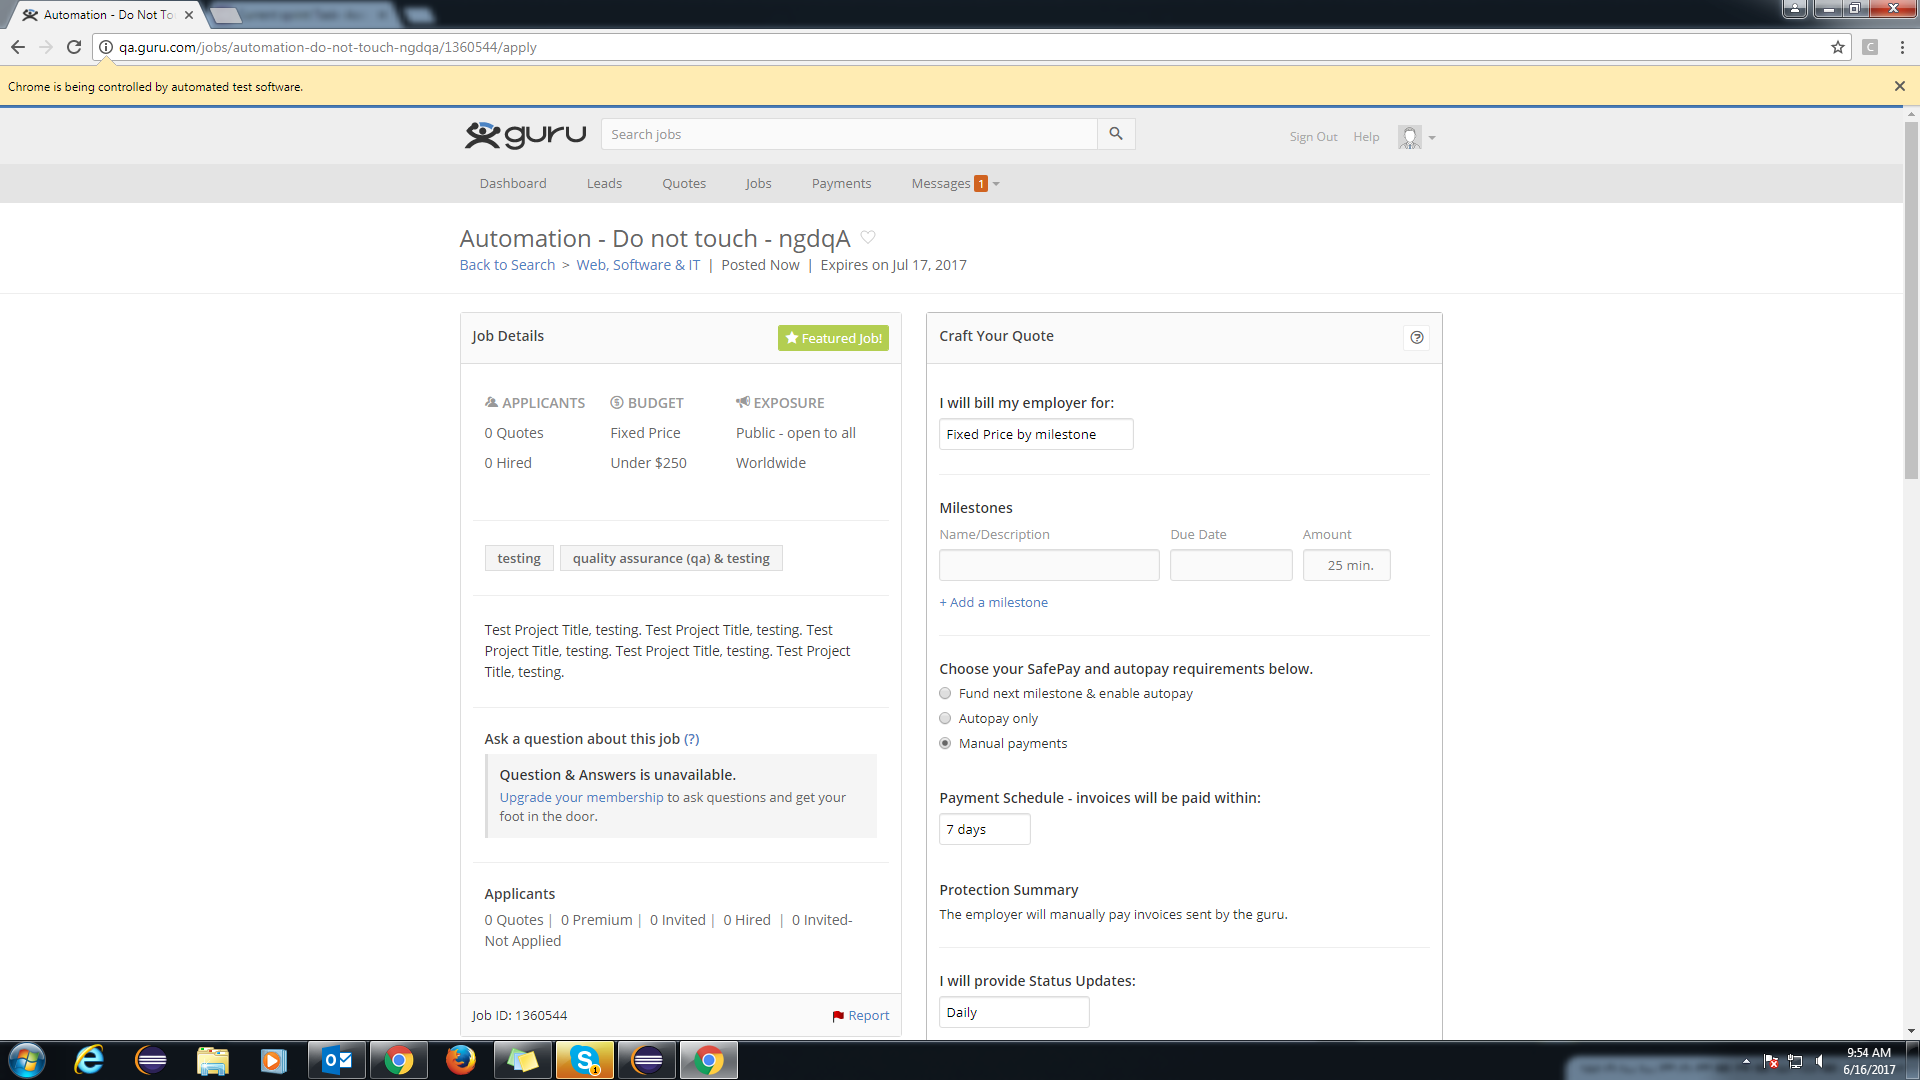 Automation - Do Not To
qa.guru.com/jobs/automation-do-not-touch-ngdqa/1360544/apply
C
Chrome is being controlled by automated test software.
guru
Search jobs
Sign Out
Help
Dashboard
Leads
Quotes
Jobs
Payments
Messages 1
Automation - Do not touch - ngdqA
Back to Search > Web, Software & IT | Posted Now | Expires on Jul 17, 2017
Job Details
Featured Job!
APPLICANTS
BUDGET
EXPOSURE
0 Quotes
Fixed Price
Public - open to all
0 Hired
Under $250
Worldwide
testing
quality assurance (qa) & testing
Test Project Title, testing. Test Project Title, testing. Test
Project Title, testing. Test Project Title, testing. Test Project
Title, testing.
Ask a question about this job (?)
Question & Answers is unavailable.
Upgrade your membership to ask questions and get your
foot in the door.
Applicants
0 Quotes | 0 Premium | 0 Invited | 0 Hired | 0 Invited-
Not Applied
Job ID: 1360544
Report
Craft Your Quote
I will bill my employer for:
Fixed Price by milestone
Milestones
Name/Description
Due Date
Amount
25 min.
+ Add a milestone
Choose your SafePay and autopay requirements below.
Fund next milestone & enable autopay
Autopay only
Manual payments
Payment Schedule - invoices will be paid within:
7 days
Protection Summary
The employer will manually pay invoices sent by the guru.
I will provide Status Updates:
Daily
9:54 AM
6/16/2017